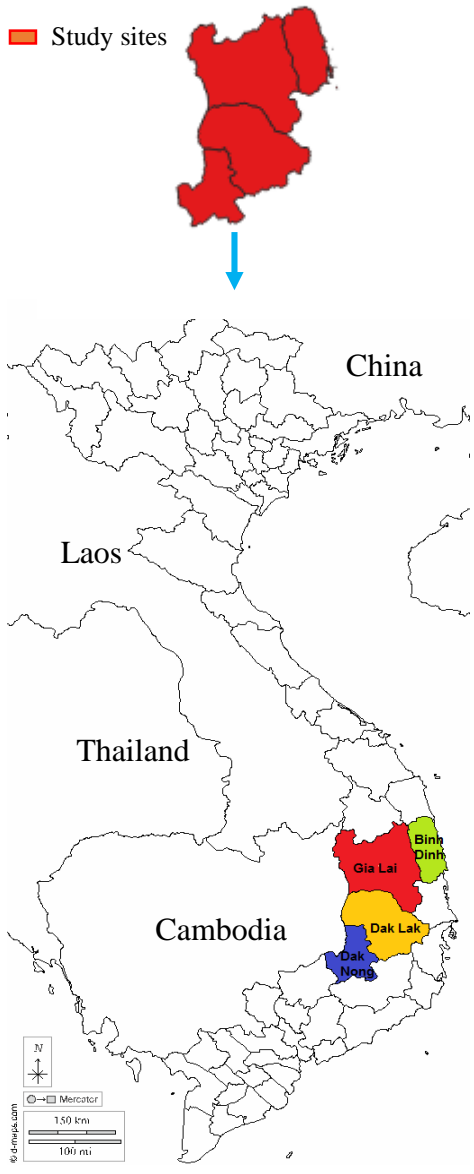 Study sites
China
Laos
Thailand
Binh
Dinh
Gia Lai
Dak Lak
Cambodia
Dak
Nong
N
Mercator
150 km
100 mi
© d-maps.com